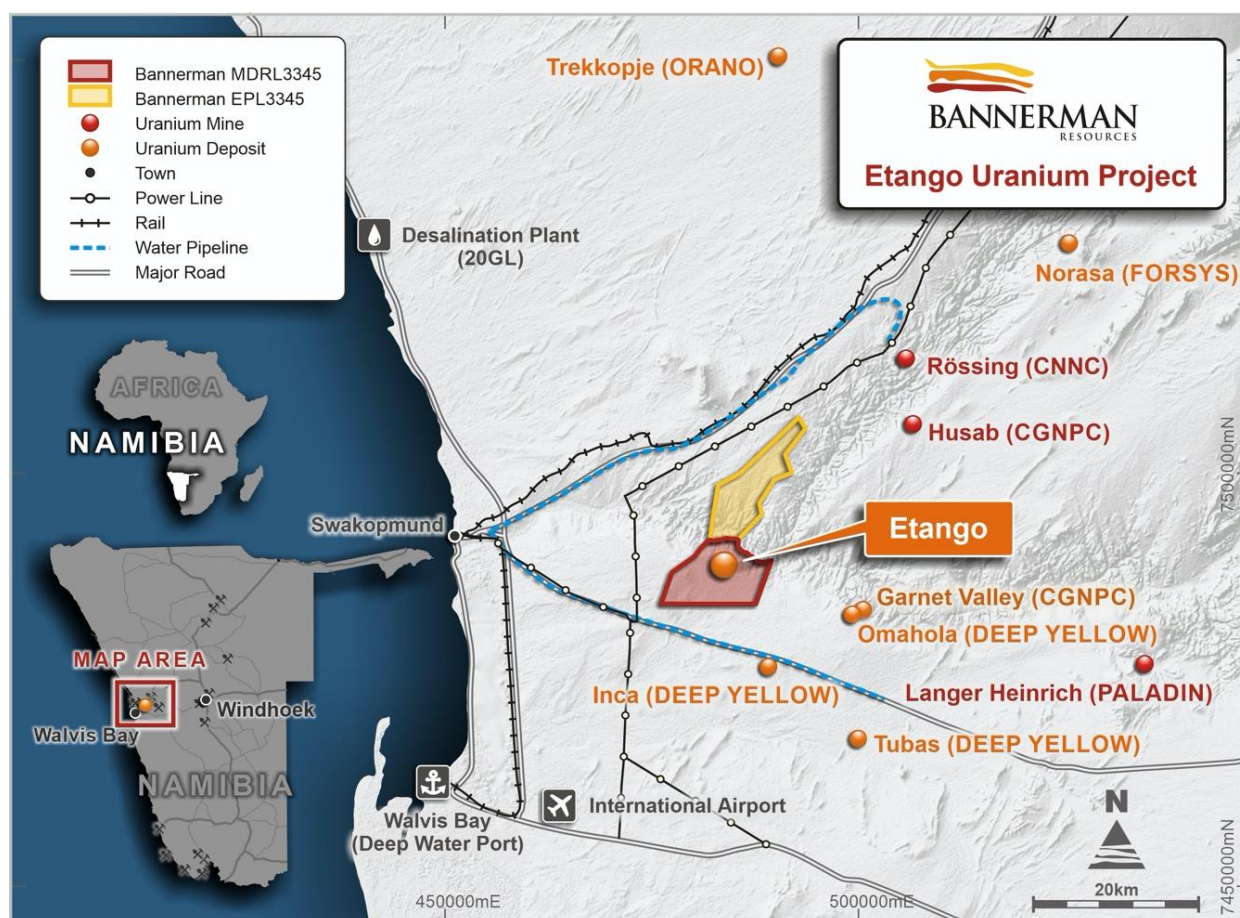 Bannerman MDRL3345
Bannerman EPL3345
Uranium Mine
Uranium Deposit
Town
Power Line
Rail
Water Pipeline
Major Road
BANNERMAN
RESOURCES
Etango Uranium Project
Trekkopje (ORANO)
Desalination Plant
(20GL)
Norasa (FORSYS)
Rössing (CNNC)
Husab (CGNPC)
AFRICA
NAMIBIA
7500000mN
Swakopmund
Etango
Garnet Valley (CGNPC)
Omahola (DEEP YELLOW)
MAP AREA
Windhoek
Walvis Bay
NAMIBIA
Inca (DEEP YELLOW)
Langer Heinrich (PALADIN)
Tubas (DEEP YELLOW)
International Airport
Walvis Bay
(Deep Water Port)
N
20km
450000mE
500000mE
7450000mN